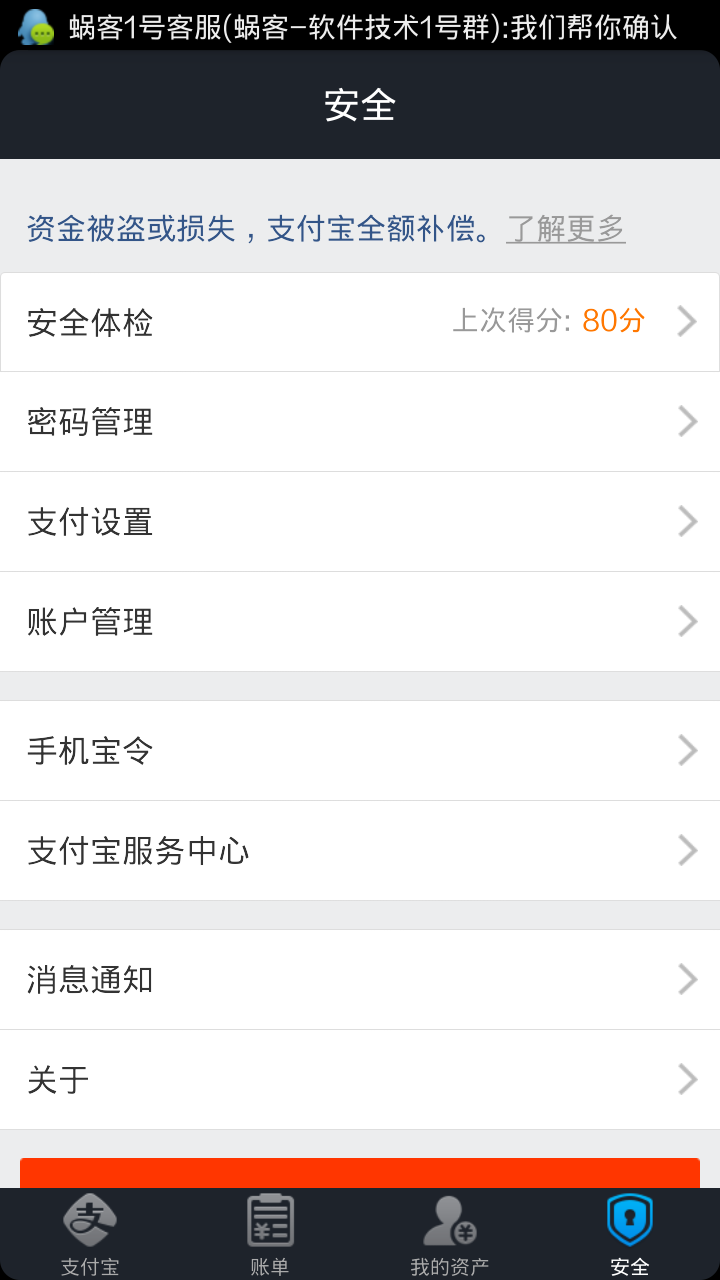 蜗客1号客服(蜗客-软件技术1号群):我们帮你确认
安全
资金被盗或损失，支付宝全额补偿。 了解更多
安全体检 上次得分: 80分
密码管理
支付设置
账户管理
手机宝令
支付宝服务中心
消息通知
关于
支付宝 账单 我的资产 安全